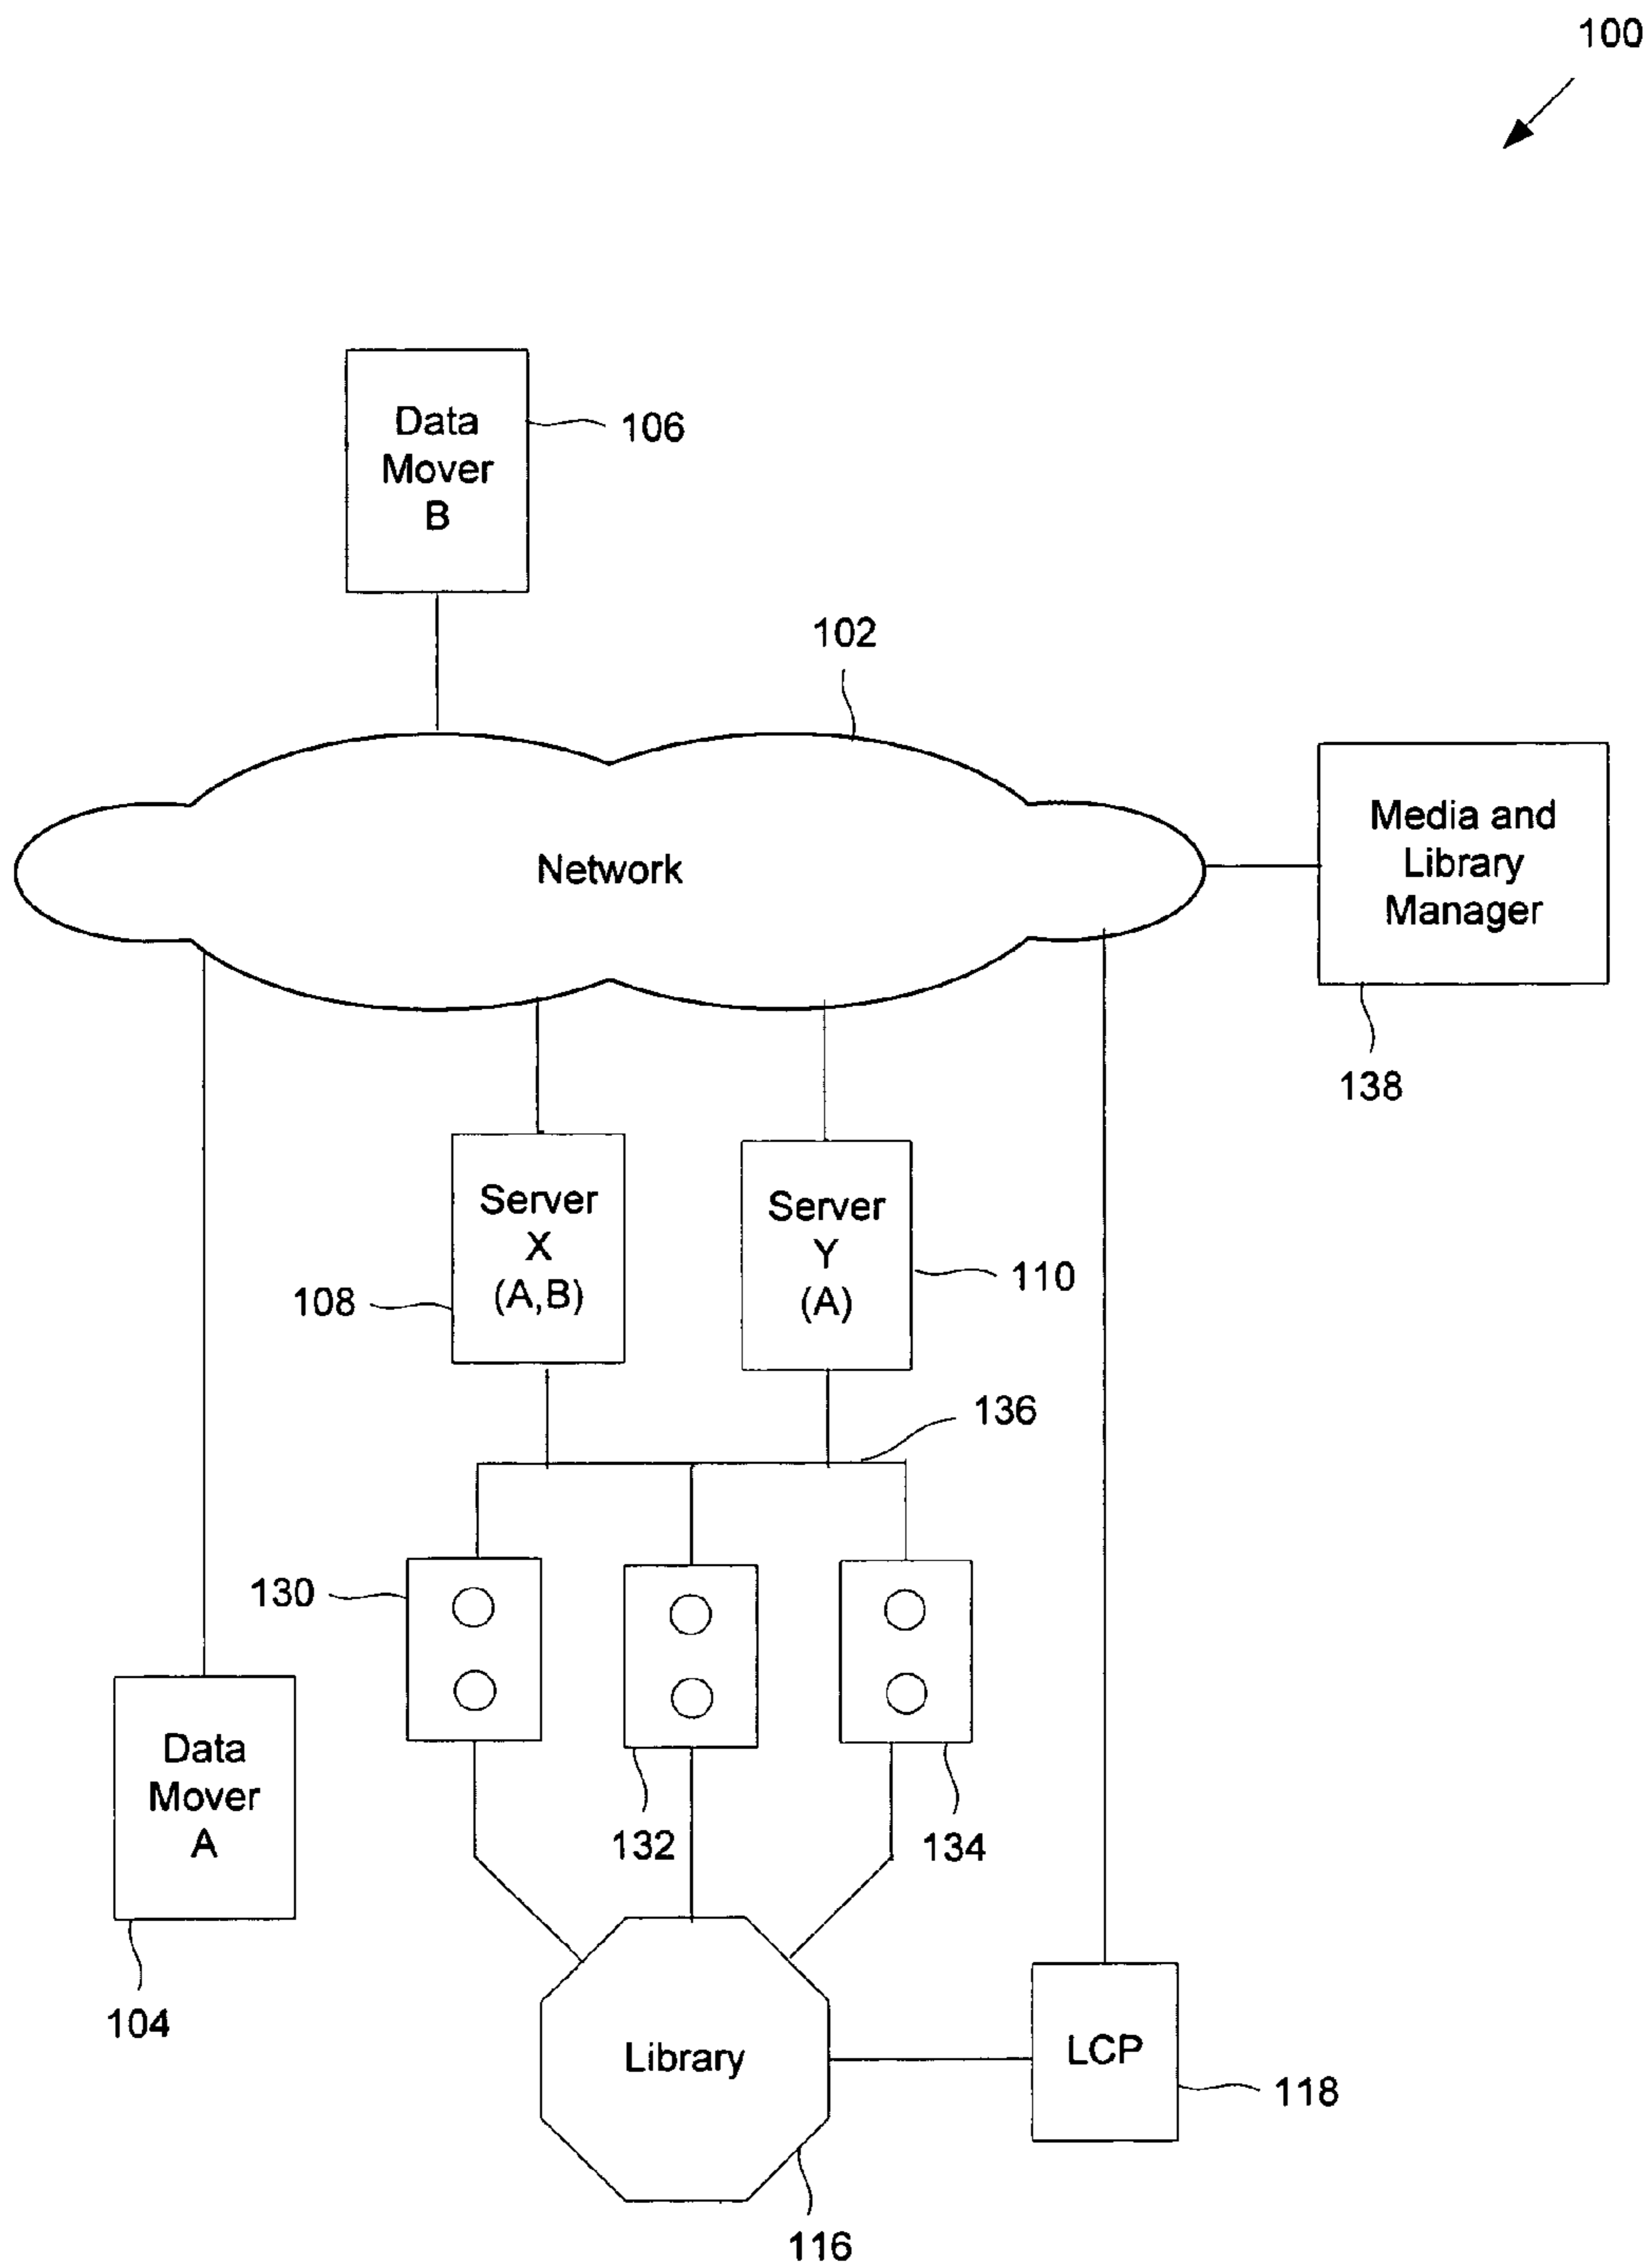 100
Data
Mover
B
106
102
Network
Media and
Library
Manager
138
Server
X
(A,B)
108
Server
Y
(A)
110
136
130
132
134
Data
Mover
A
104
Library
116
LCP
118